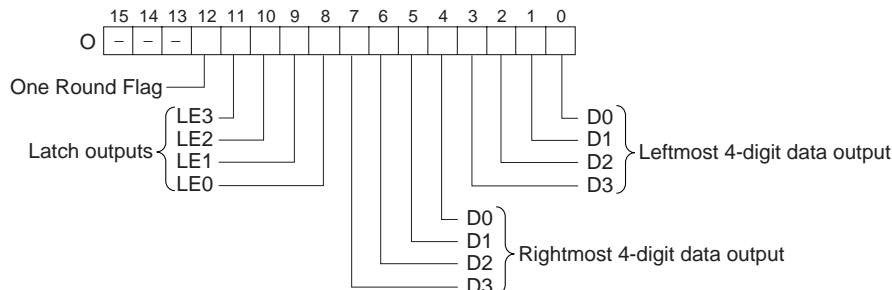 15 14 13 12 11 10 9 8 7 6 5 4 3 2 1 0
O – – –
One Round Flag
Latch outputs
LE3
LE2
LE1
LE0
D0
D1
D2
D3
Leftmost 4-digit data output
D0
D1
D2
D3
Rightmost 4-digit data output